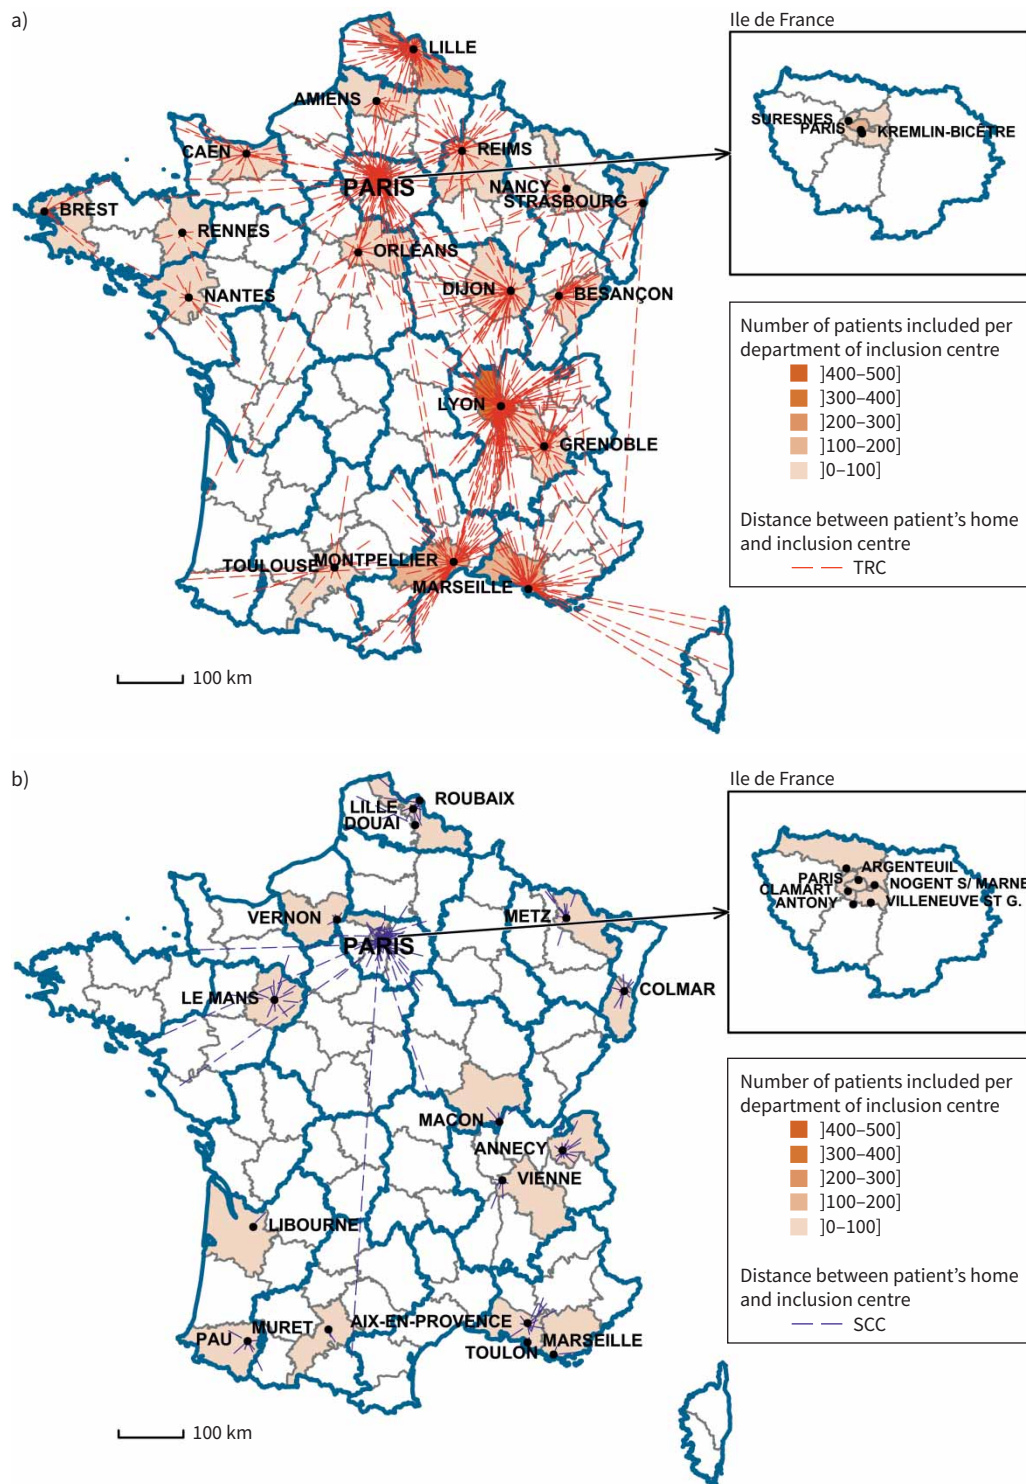 a)
Ile de France
LILLE
AMIENS
CAEN
REIMS
PARIS
NANCY
STRASBOURG
BREST
RENNES
ORLÉANS
NANTES
DIJON
BESANÇON
LYON
GRENOBLE
TOULOUSE
MONTPELLIER
MARSEILLE
100 km
SURESNES
PARIS
KREMLIN-BICÊTRE
Number of patients included per
department of inclusion centre
]400–500]
]300–400]
]200–300]
]100–200]
]0–100]
Distance between patient's home
and inclusion centre
TRC
b)
Ile de France
ROUBAIX
LILLE
DOUAI
VERNON
METZ
PARIS
LE MANS
COLMAR
MACON
ANNECY
VIENNE
LIBOURNE
AIX-EN-PROVENCE
MURET
PAU
TOULON
MARSEILLE
100 km
ARGENTEUIL
PARIS
NOGENT S/ MARNE
CLAMART
ANTONY
VILLENEUVE ST G.
Number of patients included per
department of inclusion centre
]400–500]
]300–400]
]200–300]
]100–200]
]0–100]
Distance between patient's home
and inclusion centre
SCC